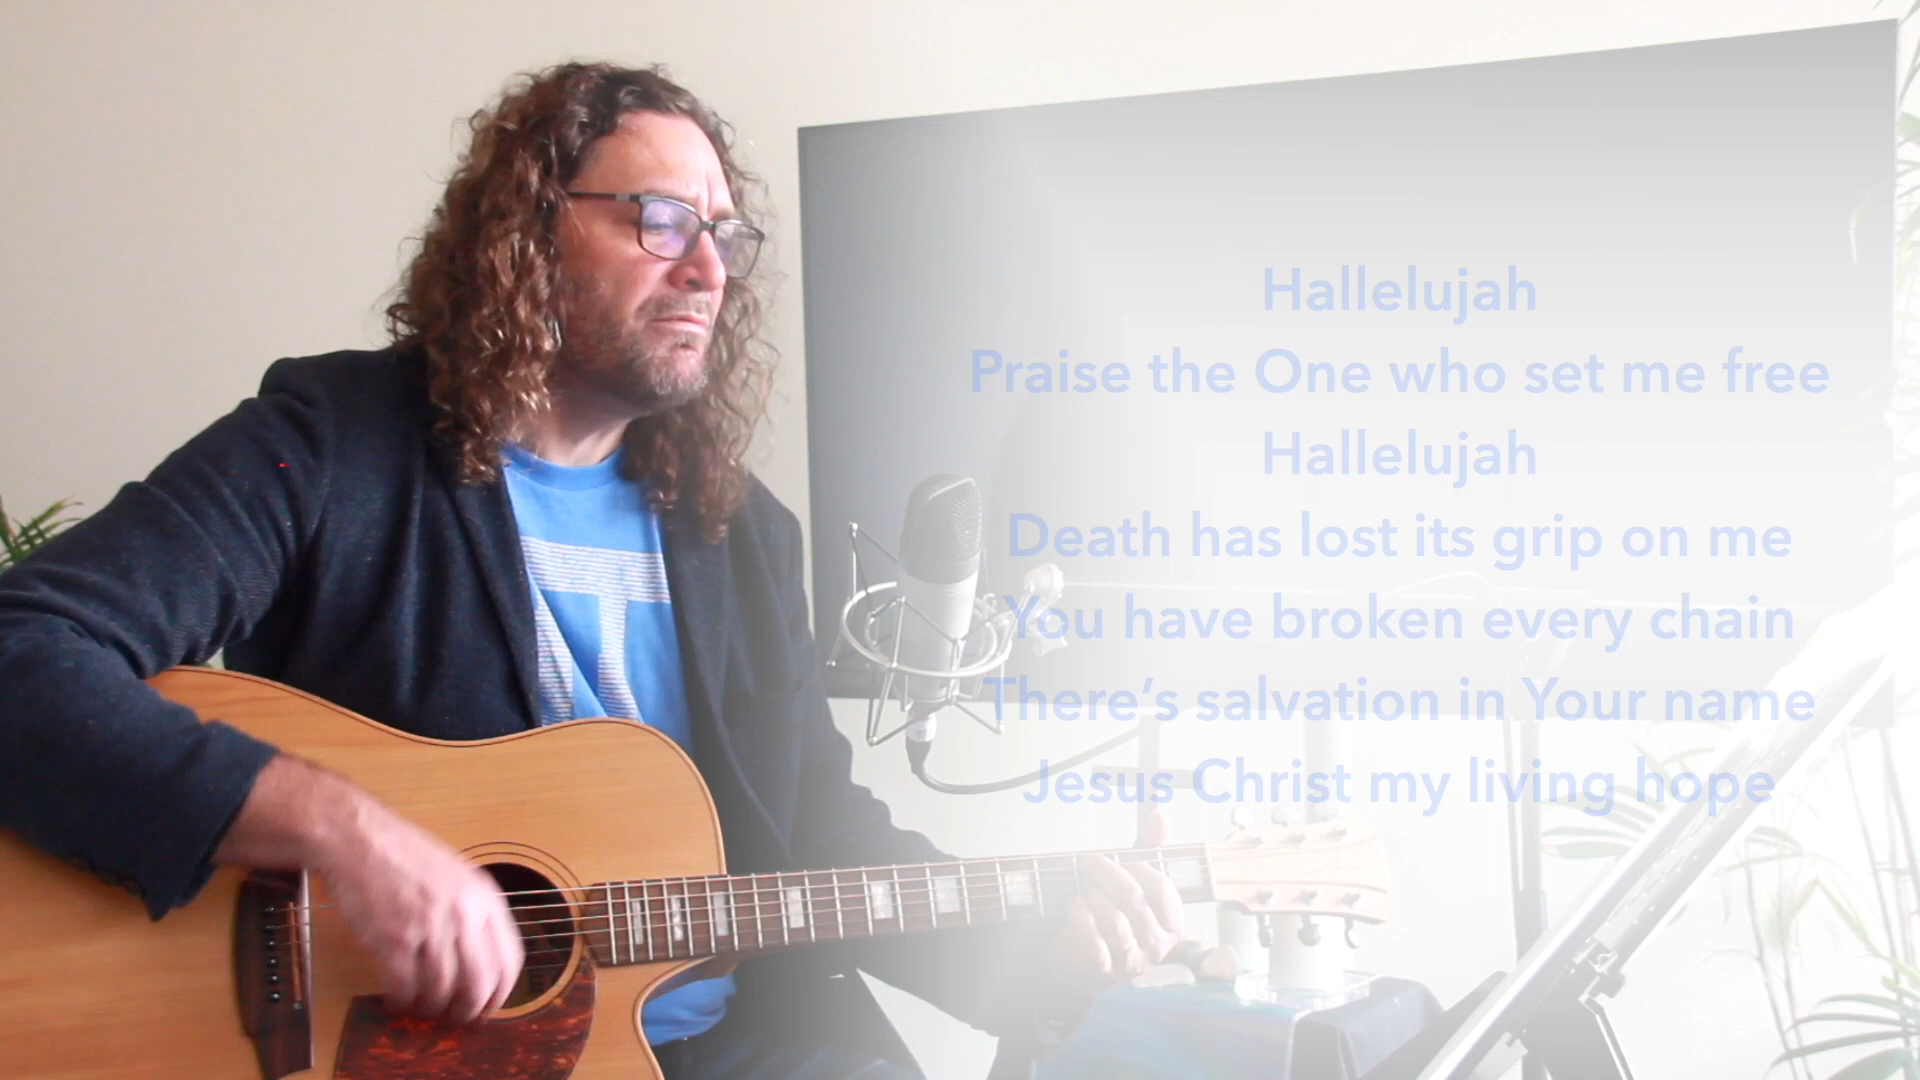 Hallelujah
Praise the One who set me free
Hallelujah
Death has lost its grip on me
You have broken every chain
There’s salvation in Your name
Jesus Christ my living hope